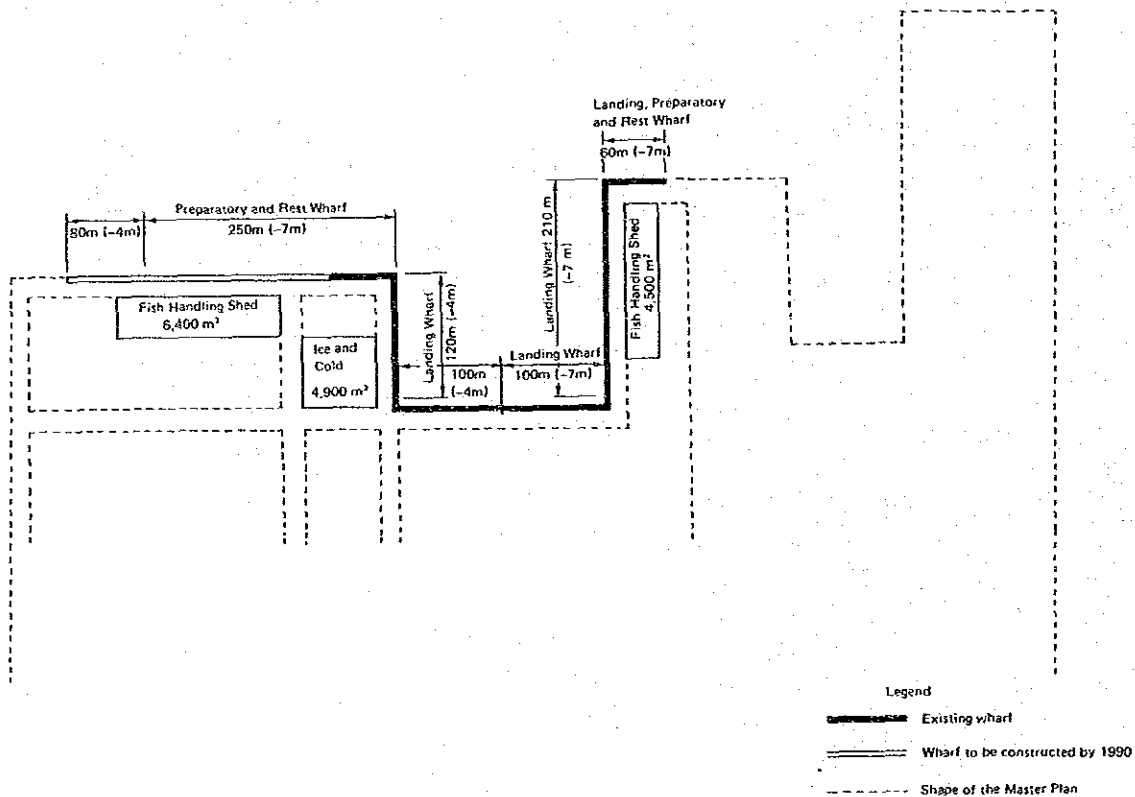 Landing, Preparatory
and Rest Wharf
60m (-7m)
Preparatory and Rest Wharf
80m (-4m)
250m (-7m)
Landing Wharf 210 m
(-7 m)
Fish Handling Shed
4,500 m²
Fish Handling Shed
6,400 m²
Landing Wharf
120m (-4m)
Ice and
Cold
4,900 m²
Landing Wharf
100m
(-4m)
100m (-7m)
Legend
Existing wharf
Wharf to be constructed by 1990
Shape of the Master Plan